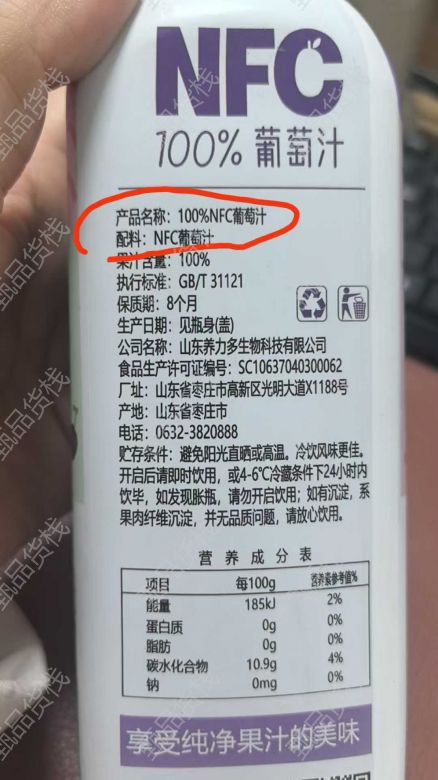 NFC
100%葡萄汁
产品名称：100%NFC葡萄汁
配料：NFC葡萄汁
果汁含量：100%
执行标准：GB/T 31121
保质期：8个月
生产日期：见瓶身(盖)
公司名称：山东养力多生物科技有限公司
食品生产许可证编号：SC10637040300062
厂址：山东省枣庄市高新区光明大道X1188号
产地：山东省枣庄市
电话：0632-3820888
贮存条件：避免阳光直晒或高温。冷饮风味更佳。
开启后请即时饮用，或4-6℃冷藏条件下24小时内
饮毕，如发现胀瓶，请勿开启饮用；如有沉淀，系
果肉纤维沉淀，并无品质问题，请放心饮用。
营养成分表
项目 每100g 营养素参考值%
能量 185kJ 2%
蛋白质 0g 0%
脂肪 0g 0%
碳水化合物 10.9g 4%
钠 0mg 0%
享受纯净果汁的美味
甄品货栈